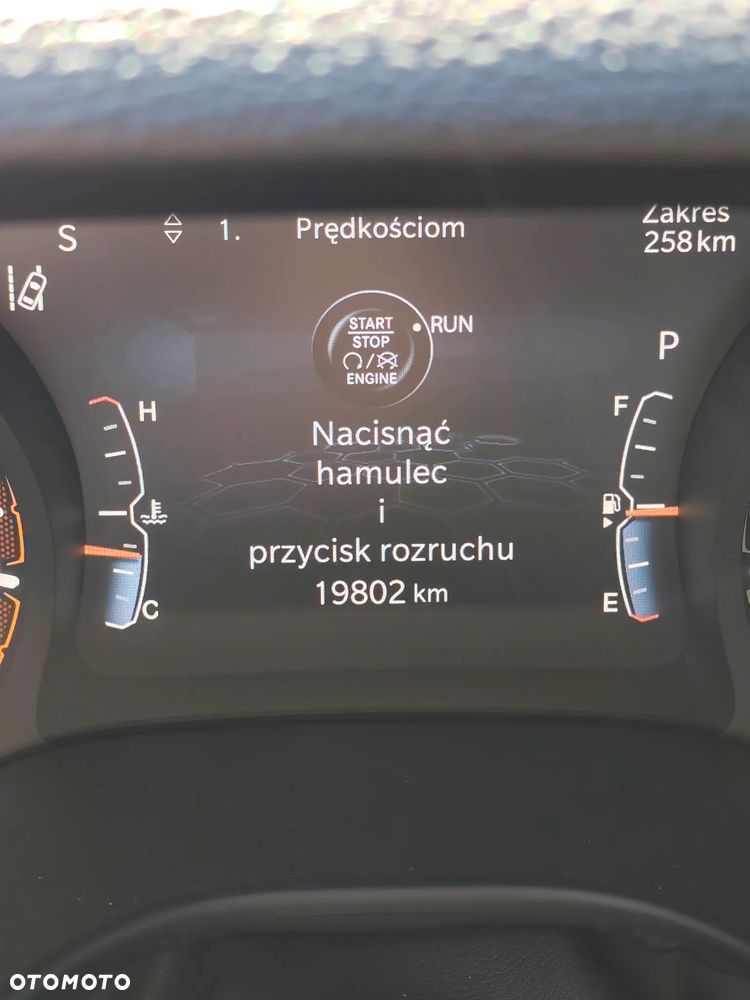 Zakres
S 1. Prędkościom 258 km
START
STOP
ENGINE
RUN
P
H
F
Nacisnąć
hamulec
i
przycisk rozruchu
19802 km
C
E
OTOMOTO